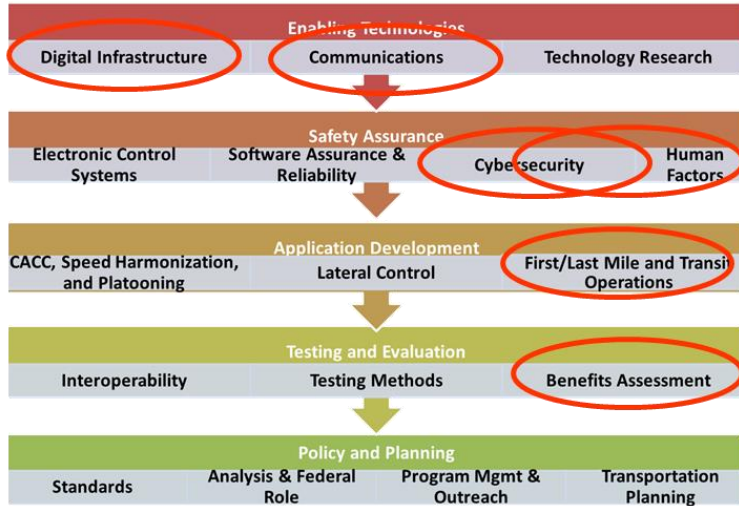 Enabling Technologies
Digital Infrastructure
Communications
Technology Research
Safety Assurance
Electronic Control
Systems
Software Assurance &
Reliability
Cybersecurity
Human
Factors
Application Development
CACC, Speed Harmonization,
and Platooning
Lateral Control
First/Last Mile and Transit
Operations
Testing and Evaluation
Interoperability
Testing Methods
Benefits Assessment
Policy and Planning
Standards
Analysis & Federal
Role
Program Mgmt &
Outreach
Transportation
Planning